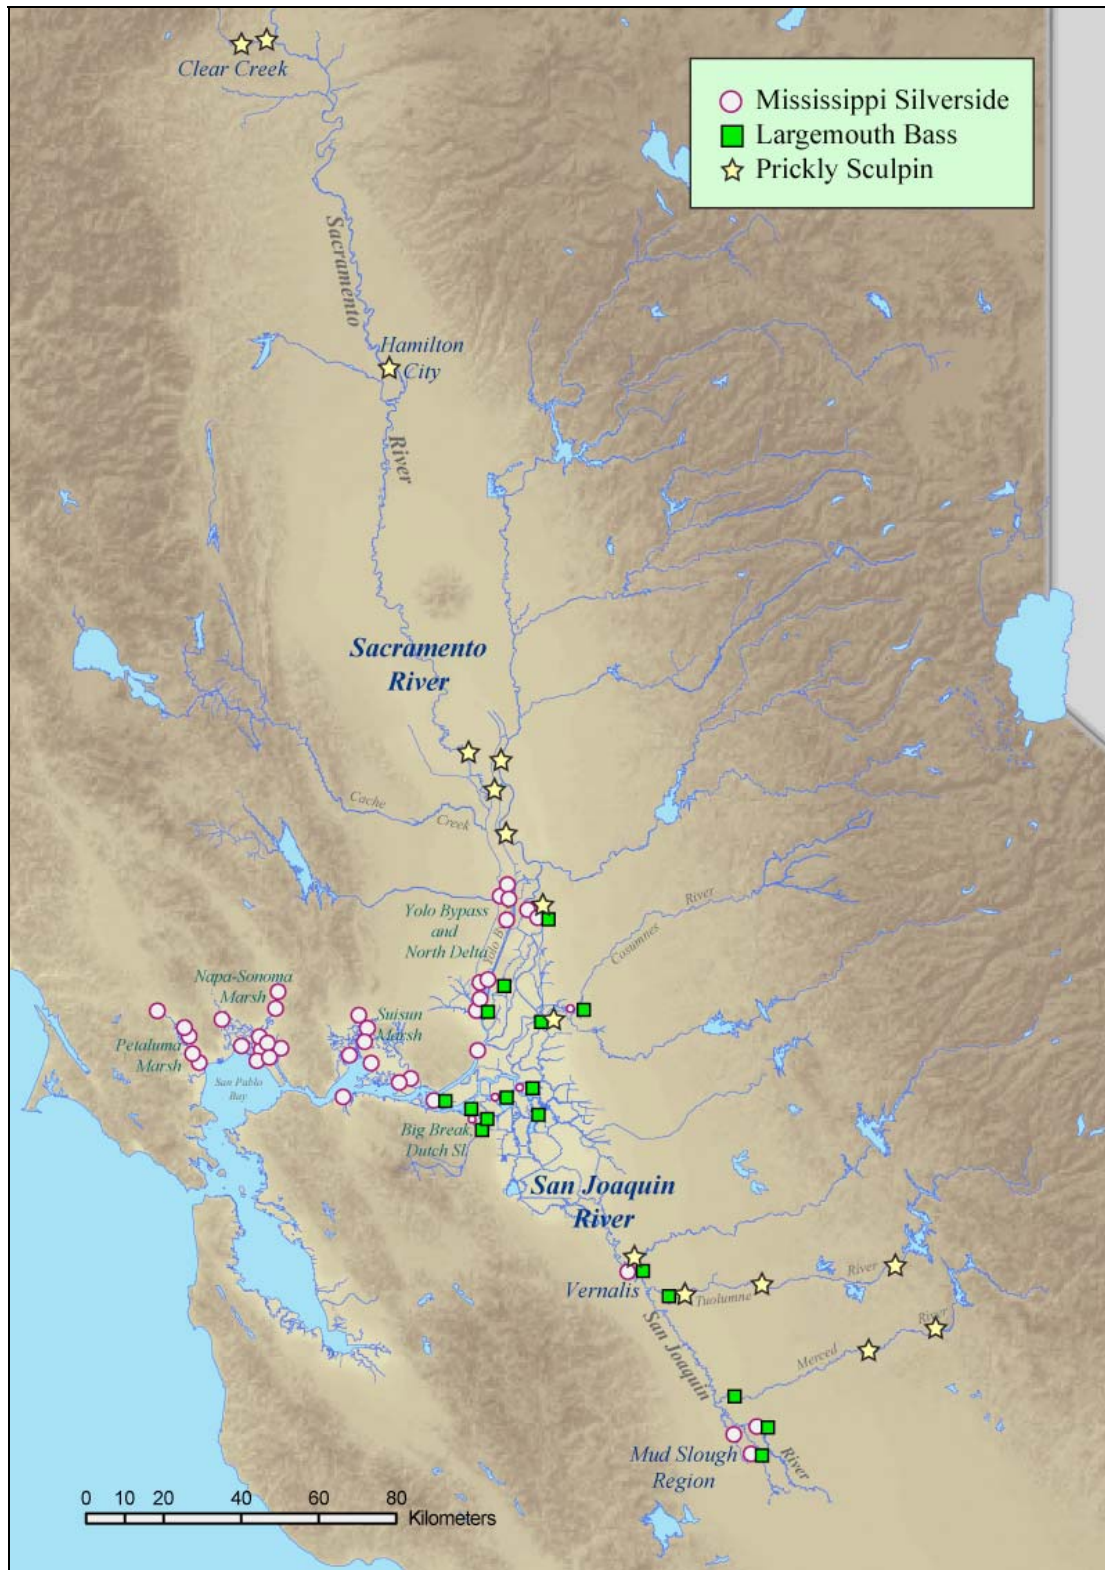 Clear Creek
Mississippi Silverside
Largemouth Bass
Prickly Sculpin
Sacramento
Hamilton
City
River
Sacramento
River
Cache
Creek
River
Cosumnes
Yolo Bypass
and
North Delta
Yolo B
Napa-Sonoma
Marsh
Suisun
Marsh
Petaluma
Marsh
San Pablo
Bay
Big Break,
Dutch Sl.
San Joaquin
River
Vernalis
River
Tuolumne
River
Merced
San Joaquin
River
Mud Slough
Region
0 10 20 40 60 80
Kilometers